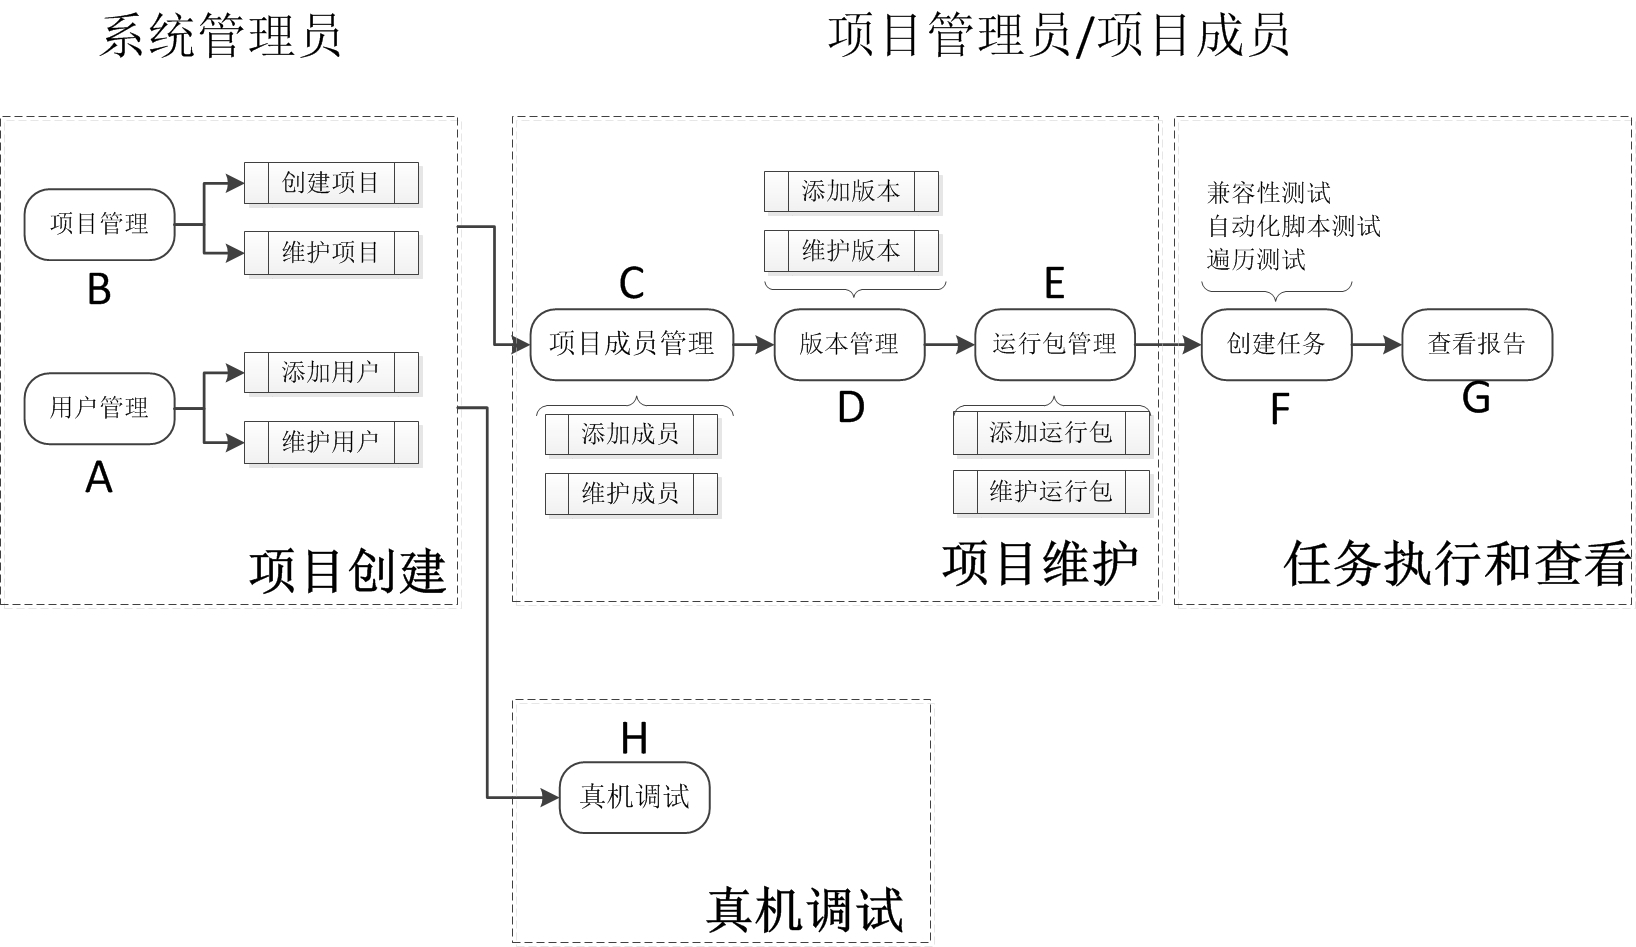 系统管理员
项目管理员/项目成员
项目管理
B
创建项目
维护项目
用户管理
A
添加用户
维护用户
项目创建
C
项目成员管理
添加成员
维护成员
添加版本
维护版本
版本管理
D
E
运行包管理
添加运行包
维护运行包
项目维护
兼容性测试
自动化脚本测试
遍历测试
创建任务
F
查看报告
G
任务执行和查看
H
真机调试
真机调试